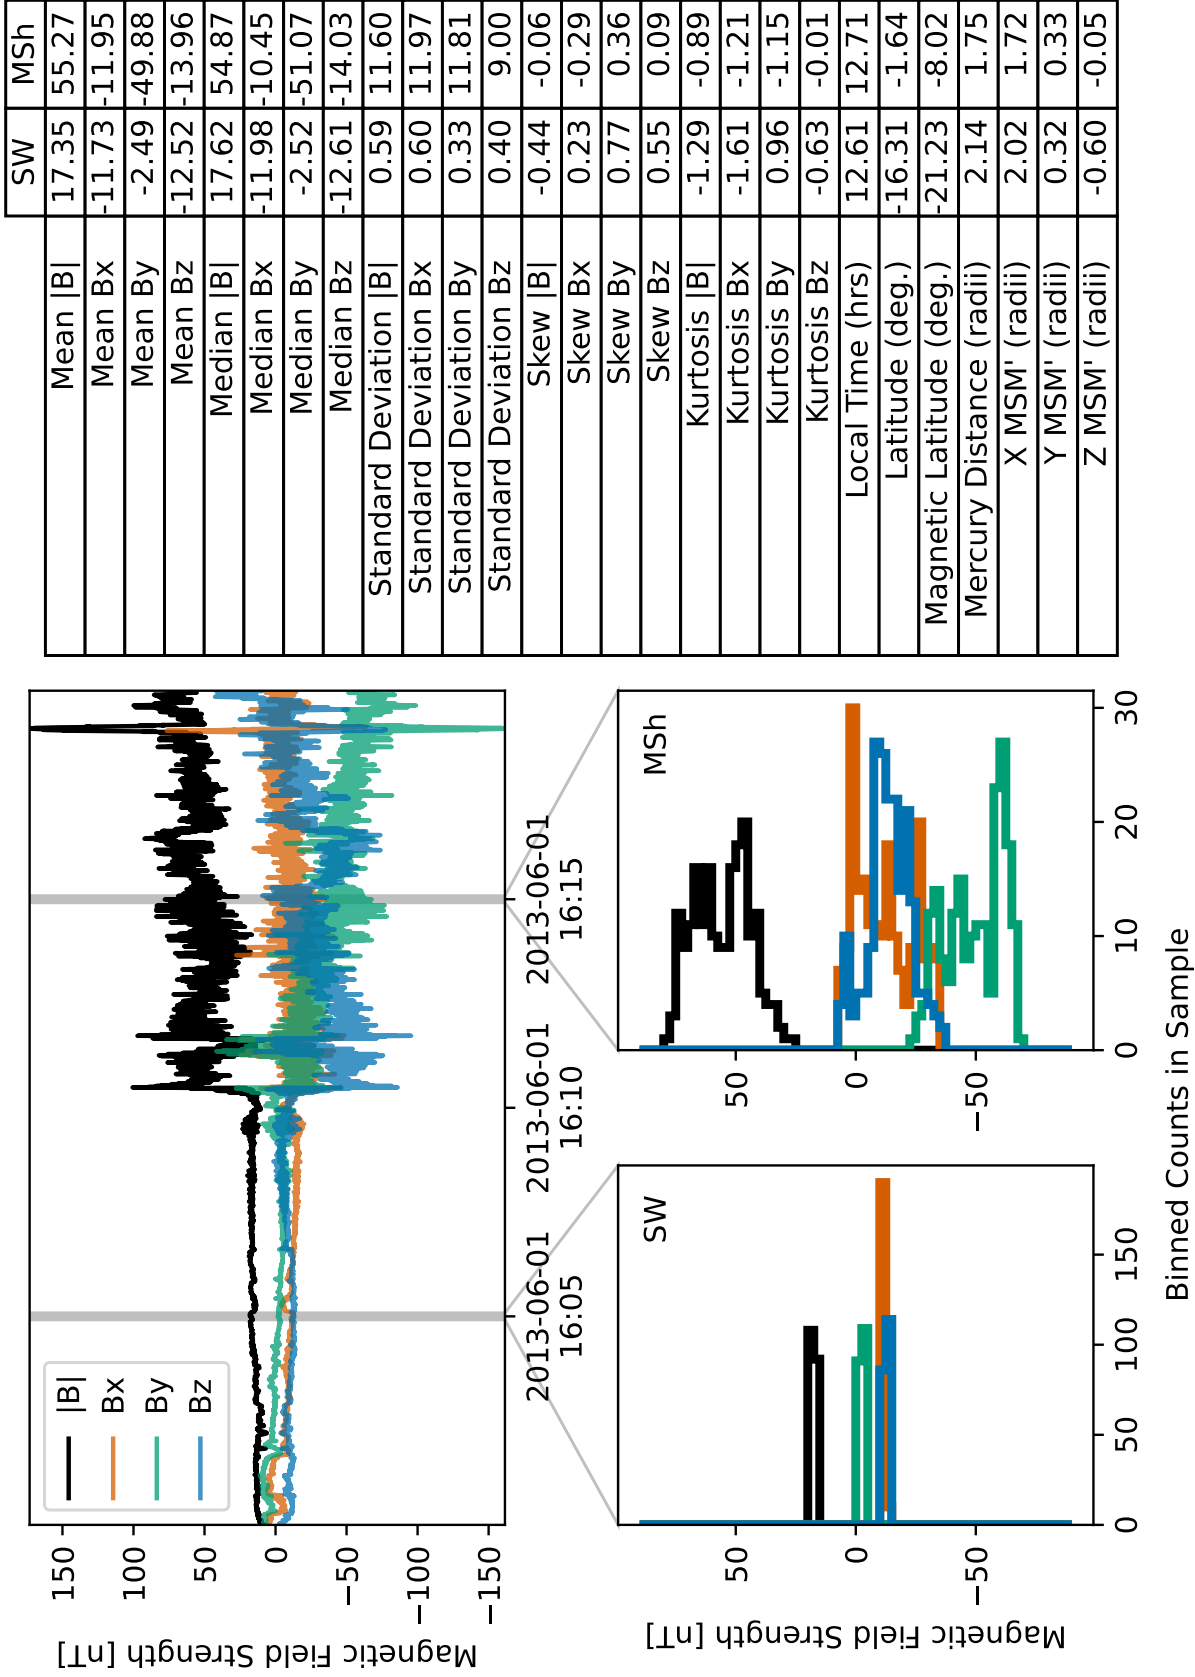 Magnetic Field Strength [nT]
150
100
50
0
−50
−100
−150
|B|
Bx
By
Bz
2013-06-01
16:05
2013-06-01
16:10
2013-06-01
16:15
Magnetic Field Strength [nT]
50
0
−50
SW
0
50
100
150
50
0
−50
MSh
0
10
20
30
Binned Counts in Sample
SW MSh
Mean |B| 17.35 55.27
Mean Bx -11.73 -11.95
Mean By -2.49 -49.88
Mean Bz -12.52 -13.96
Median |B| 17.62 54.87
Median Bx -11.98 -10.45
Median By -2.52 -51.07
Median Bz -12.61 -14.03
Standard Deviation |B| 0.59 11.60
Standard Deviation Bx 0.60 11.97
Standard Deviation By 0.33 11.81
Standard Deviation Bz 0.40 9.00
Skew |B| -0.44 -0.06
Skew Bx 0.23 -0.29
Skew By 0.77 0.36
Skew Bz 0.55 0.09
Kurtosis |B| -1.29 -0.89
Kurtosis Bx -1.61 -1.21
Kurtosis By 0.96 -1.15
Kurtosis Bz -0.63 -0.01
Local Time (hrs) 12.61 12.71
Latitude (deg.) -16.31 -1.64
Magnetic Latitude (deg.) -21.23 -8.02
Mercury Distance (radii) 2.14 1.75
X MSM' (radii) 2.02 1.72
Y MSM' (radii) 0.32 0.33
Z MSM' (radii) -0.60 -0.05